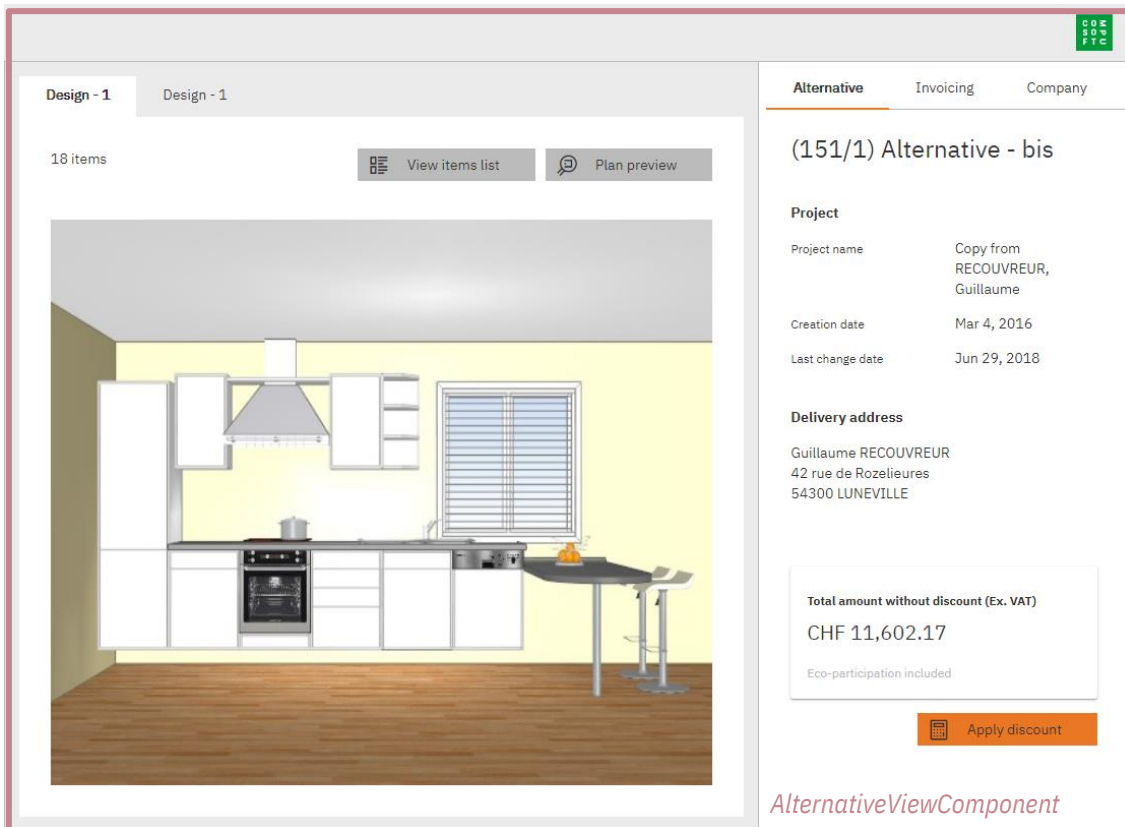 COM
SOP
FTC
Design - 1
Design - 1
18 items
View items list
Plan preview
Alternative
Invoicing
Company
(151/1) Alternative - bis
Project
Project name
Copy from
RECOUVREUR,
Guillaume
Creation date
Mar 4, 2016
Last change date
Jun 29, 2018
Delivery address
Guillaume RECOUVREUR
42 rue de Rozelieures
54300 LUNEVILLE
Total amount without discount (Ex. VAT)
CHF 11,602.17
Eco-participation included
Apply discount
AlternativeViewComponent